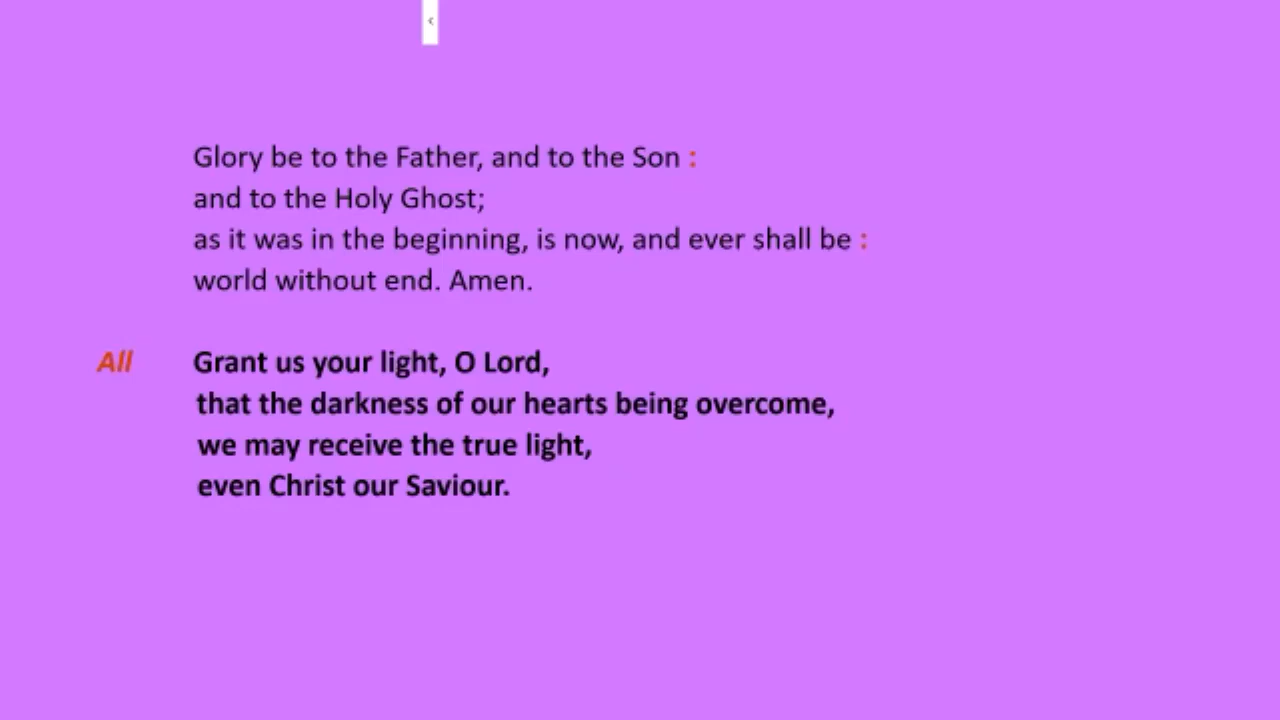 Glory be to the Father, and to the Son :
and to the Holy Ghost;
as it was in the beginning, is now, and ever shall be :
world without end. Amen.
All Grant us your light, O Lord,
that the darkness of our hearts being overcome,
we may receive the true light,
even Christ our Saviour.